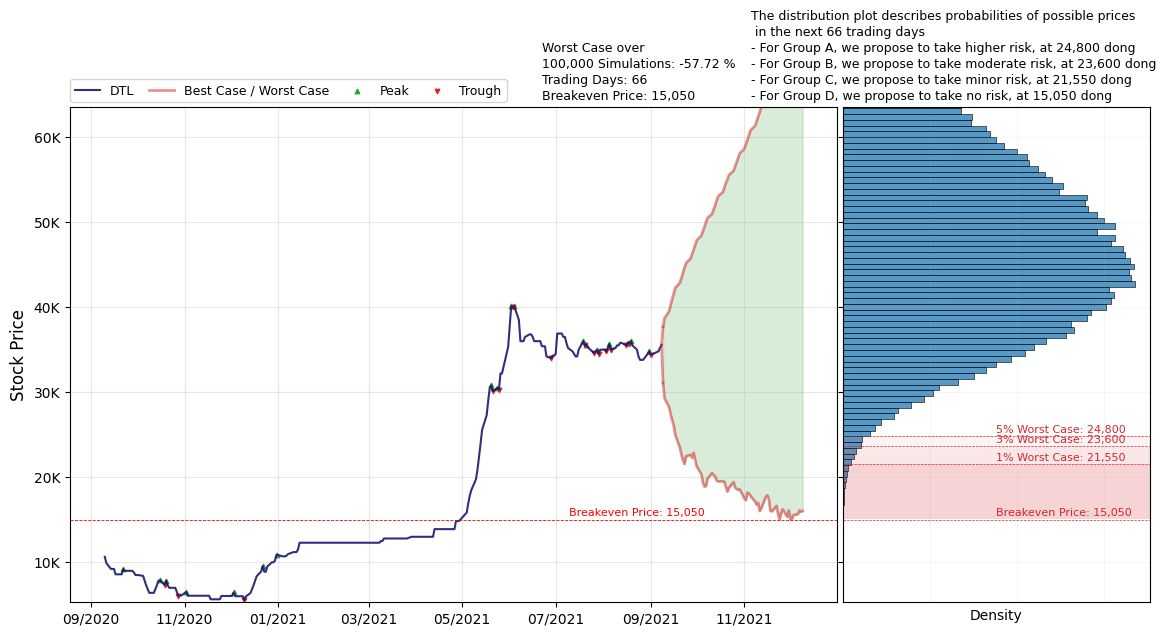 The distribution plot describes probabilities of possible prices
in the next 66 trading days
- For Group A, we propose to take higher risk, at 24,800 dong
- For Group B, we propose to take moderate risk, at 23,600 dong
- For Group C, we propose to take minor risk, at 21,550 dong
- For Group D, we propose to take no risk, at 15,050 dong
Worst Case over
100,000 Simulations: -57.72 %
Trading Days: 66
Breakeven Price: 15,050
DTL Best Case / Worst Case Peak Trough
Stock Price
60K
50K
40K
30K
20K
10K
Breakeven Price: 15,050
09/2020 11/2020 01/2021 03/2021 05/2021 07/2021 09/2021 11/2021
5% Worst Case: 24,800
3% Worst Case: 23,600
1% Worst Case: 21,550
Breakeven Price: 15,050
Density